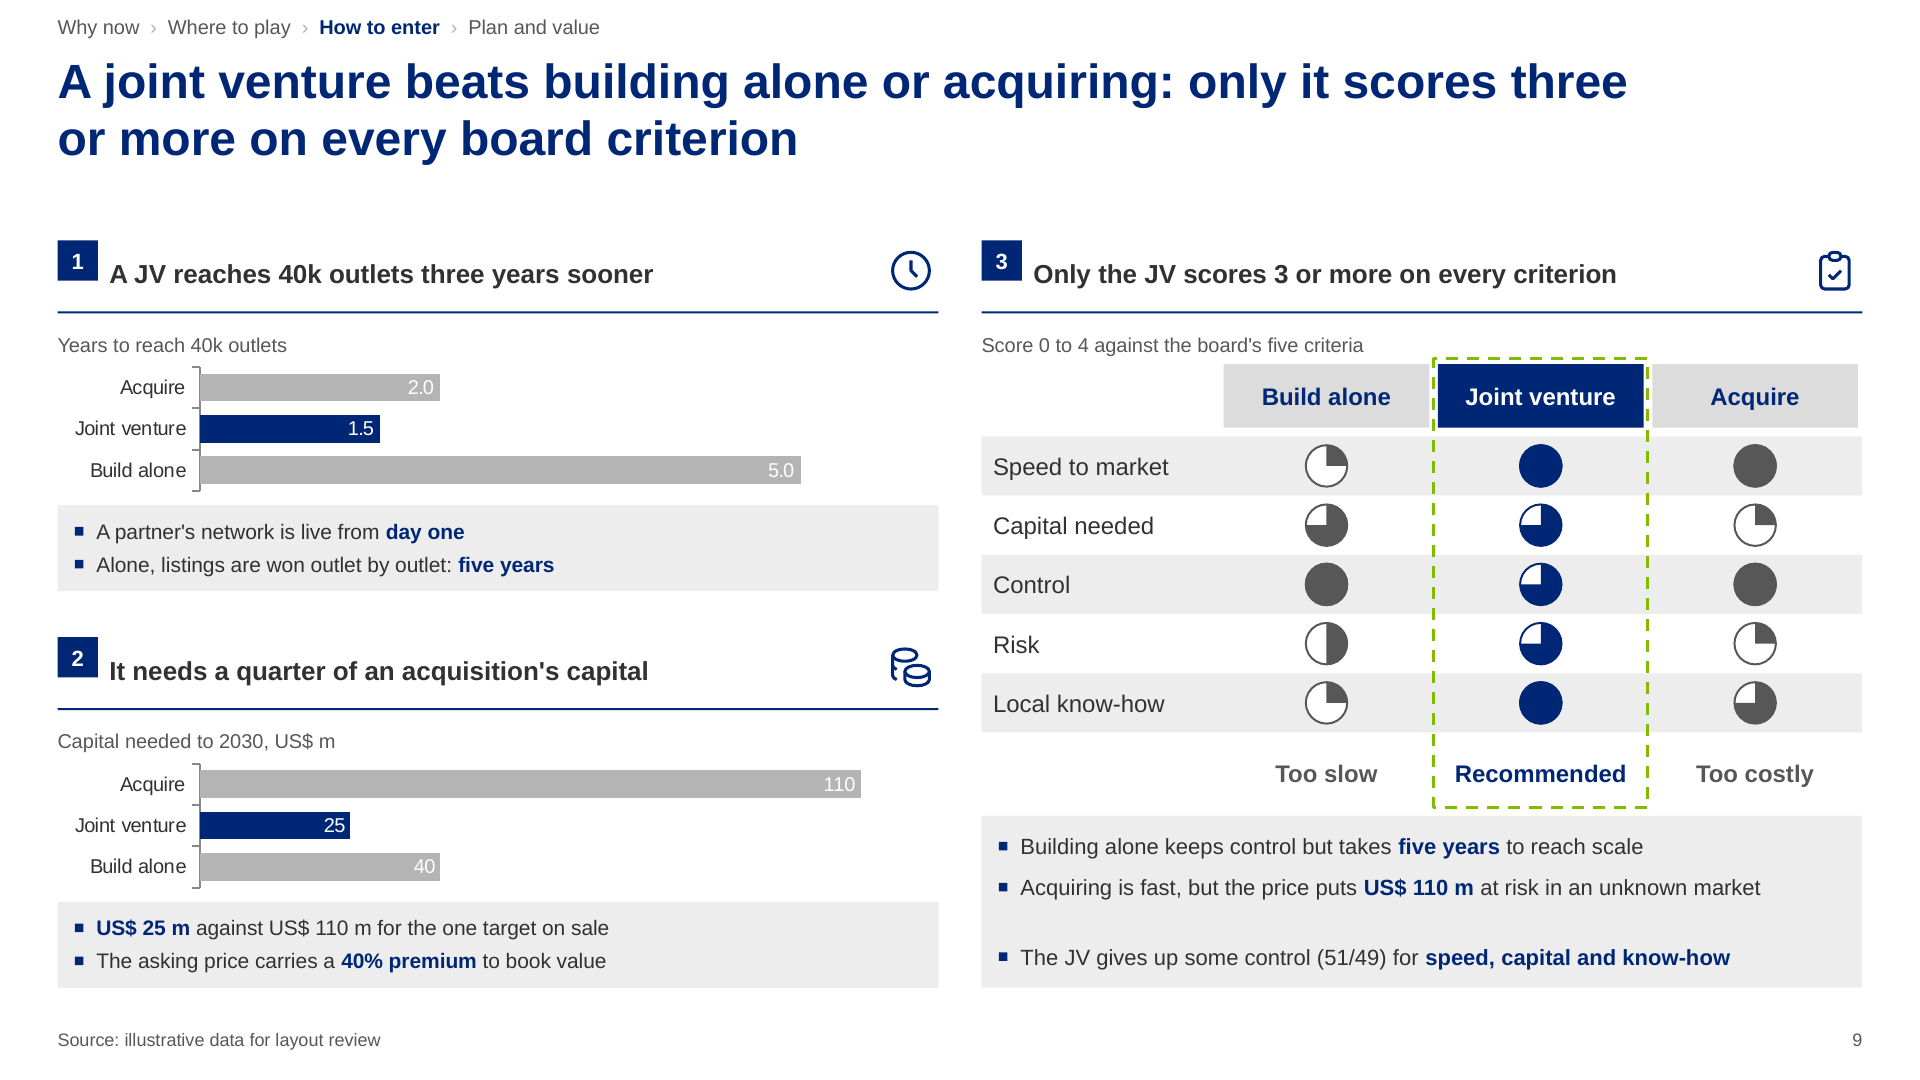 Why now › Where to play › How to enter › Plan and value
A joint venture beats building alone or acquiring: only it scores three
or more on every board criterion
1 A JV reaches 40k outlets three years sooner
Years to reach 40k outlets
Acquire 2.0
Joint venture 1.5
Build alone 5.0
▪ A partner's network is live from day one
▪ Alone, listings are won outlet by outlet: five years
2 It needs a quarter of an acquisition's capital
Capital needed to 2030, US$ m
Acquire 110
Joint venture 25
Build alone 40
▪ US$ 25 m against US$ 110 m for the one target on sale
▪ The asking price carries a 40% premium to book value
3 Only the JV scores 3 or more on every criterion
Score 0 to 4 against the board's five criteria
Build alone Joint venture Acquire
Speed to market
Capital needed
Control
Risk
Local know-how
Too slow Recommended Too costly
▪ Building alone keeps control but takes five years to reach scale
▪ Acquiring is fast, but the price puts US$ 110 m at risk in an unknown market
▪ The JV gives up some control (51/49) for speed, capital and know-how
Source: illustrative data for layout review
9